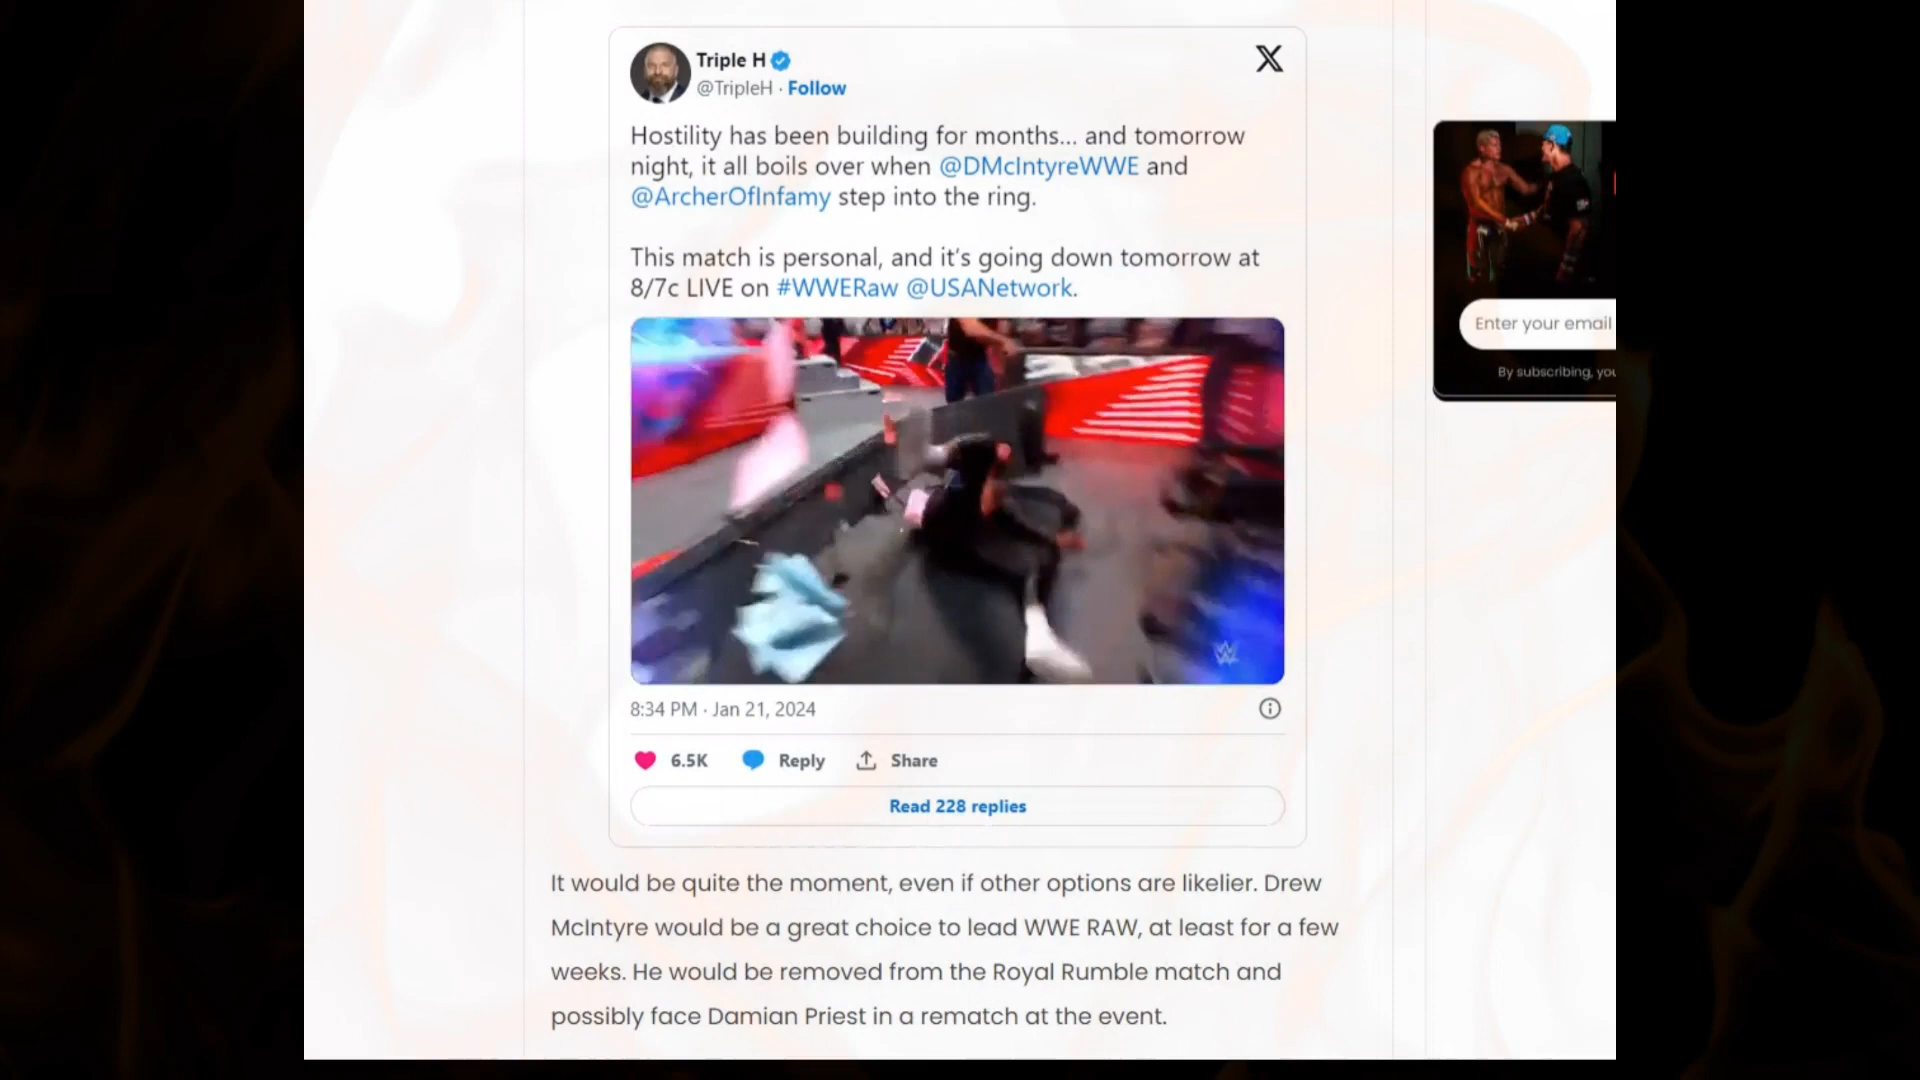 Triple H
@TripleH · Follow
Hostility has been building for months... and tomorrow
night, it all boils over when @DMcIntyreWWE and
@ArcherOfInfamy step into the ring.
This match is personal, and it's going down tomorrow at
8/7c LIVE on #WWERaw @USANetwork.
Enter your email
By subscribing, you
8:34 PM · Jan 21, 2024
6.5K Reply Share
Read 228 replies
It would be quite the moment, even if other options are likelier. Drew
McIntyre would be a great choice to lead WWE RAW, at least for a few
weeks. He would be removed from the Royal Rumble match and
possibly face Damian Priest in a rematch at the event.